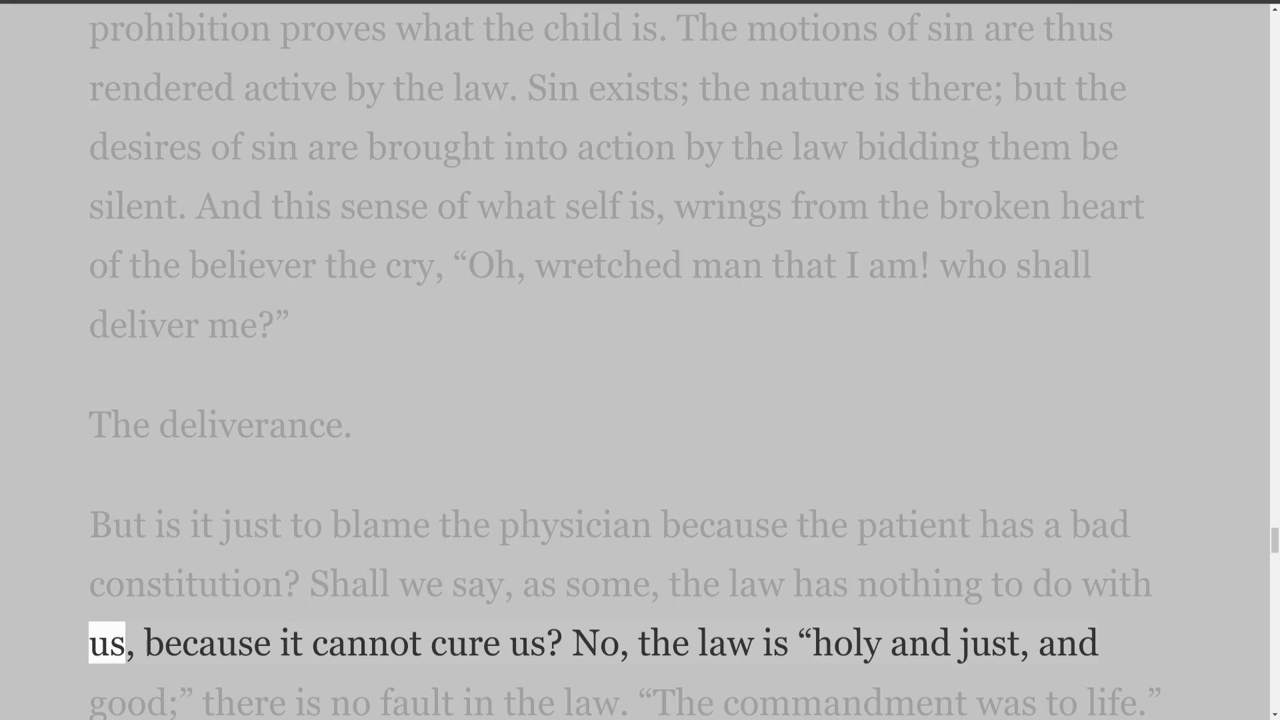 prohibition proves what the child is. The motions of sin are thus
rendered active by the law. Sin exists; the nature is there; but the
desires of sin are brought into action by the law bidding them be
silent. And this sense of what self is, wrings from the broken heart
of the believer the cry, “Oh, wretched man that I am! who shall
deliver me?”
The deliverance.
But is it just to blame the physician because the patient has a bad
constitution? Shall we say, as some, the law has nothing to do with
us, because it cannot cure us? No, the law is “holy and just, and
good;” there is no fault in the law. “The commandment was to life.”